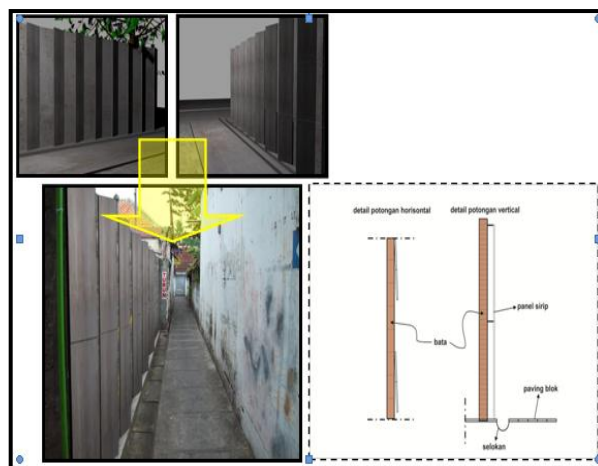 detail potongan horisontal
detail potongan vertical
panel sirip
bata
paving blok
selokan